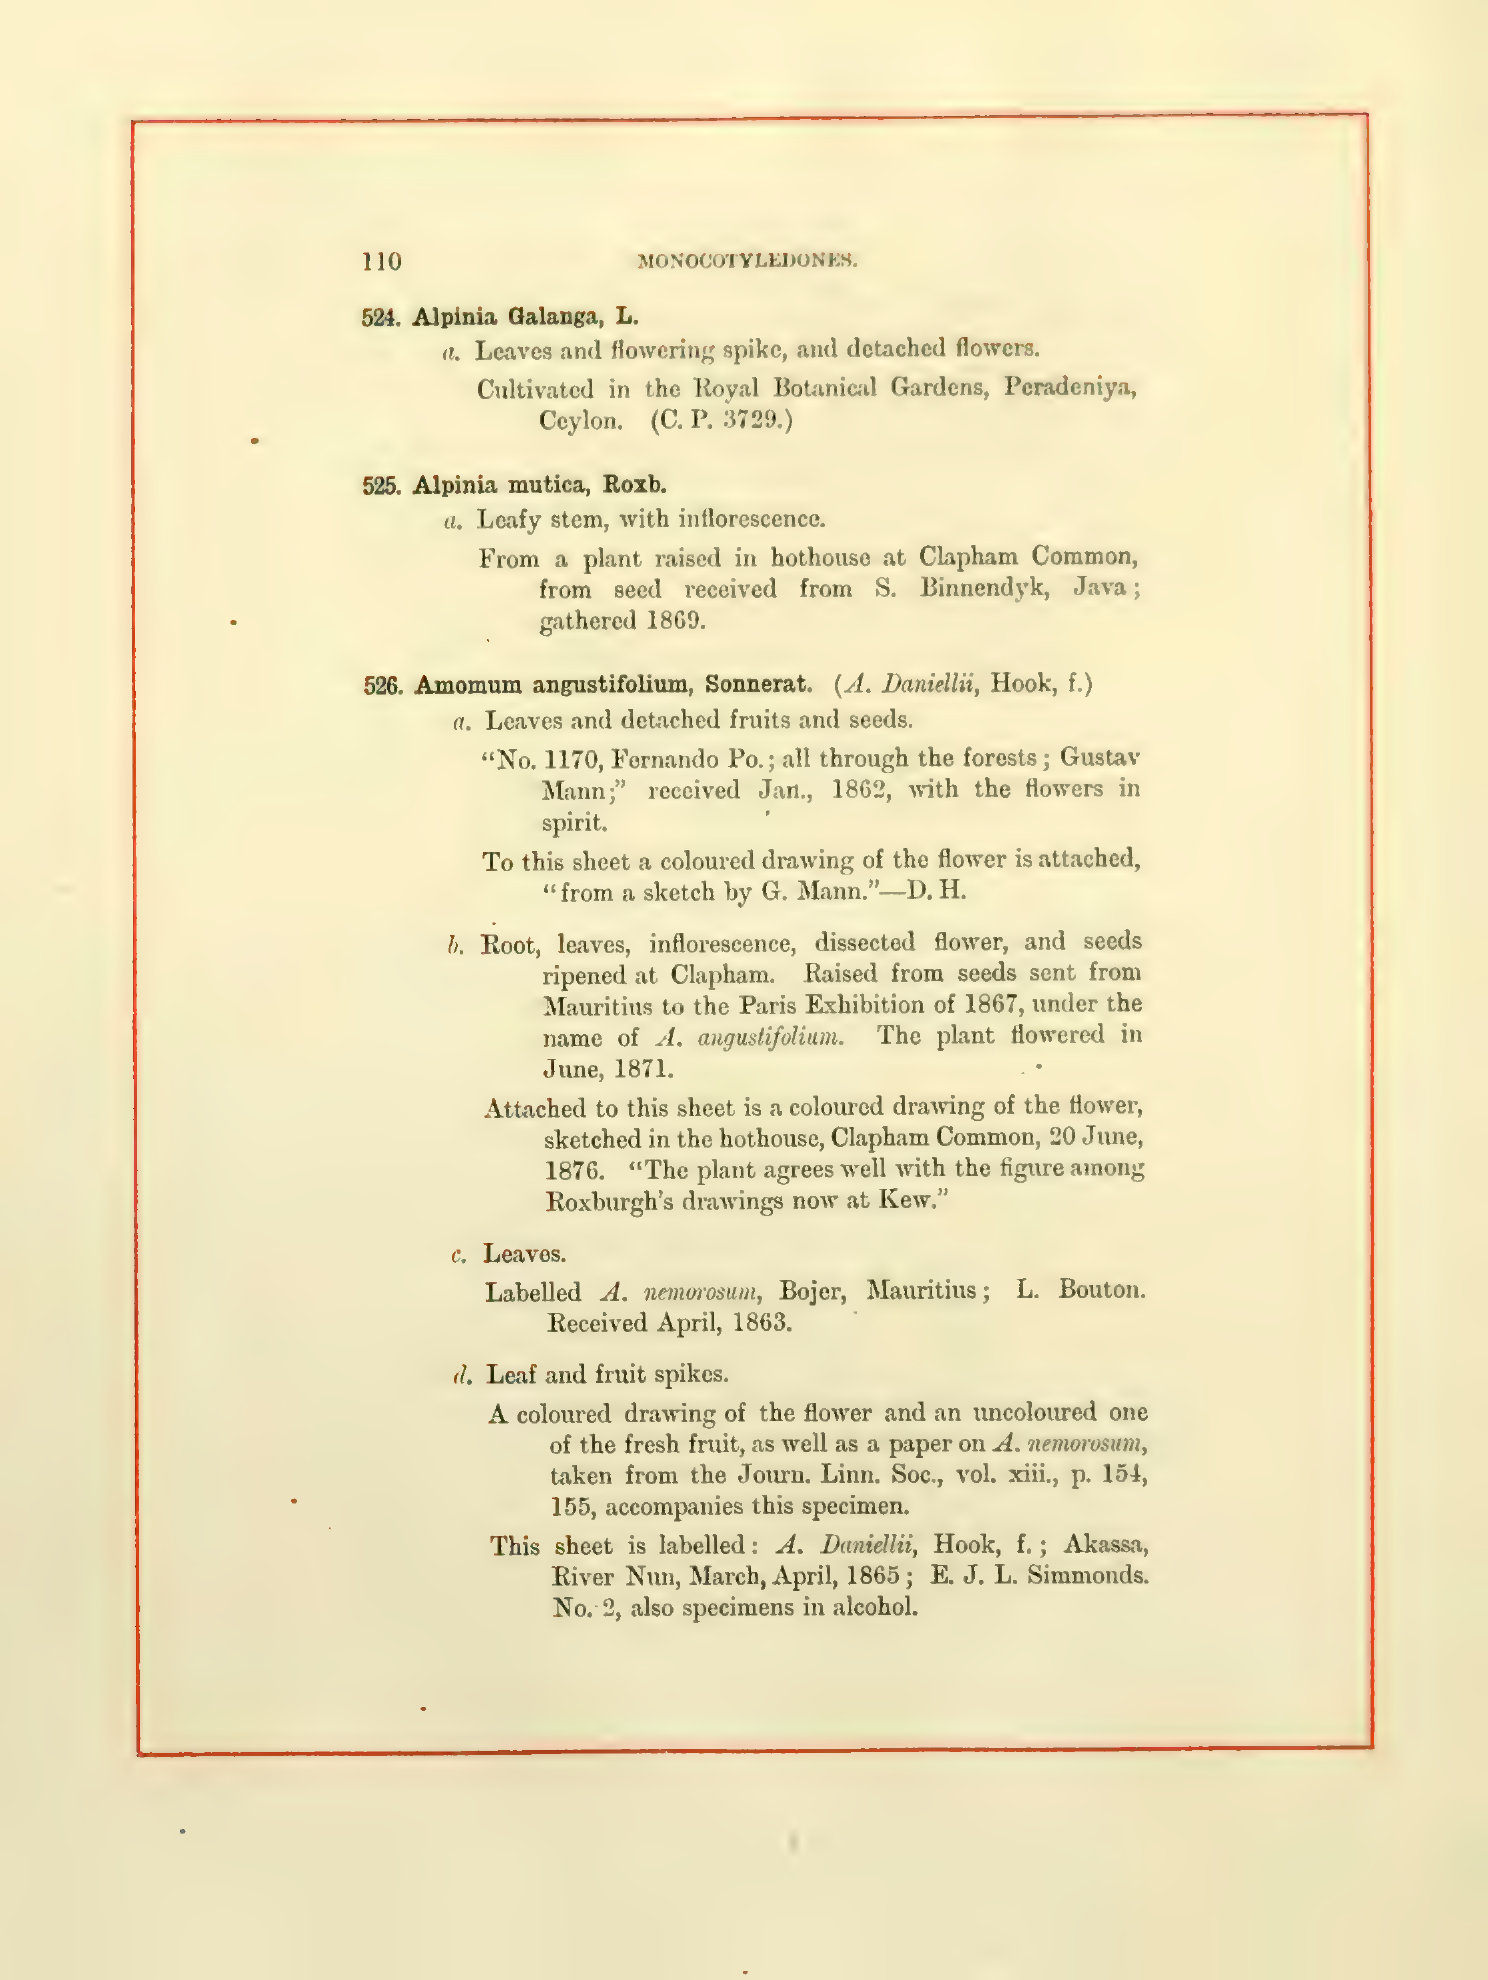 110 MONOCOTYLEDONES.
524. Alpinia Galanga, L.
a. Leaves and flowering spike, and detached flowers.
Cultivated in the Royal Botanical Gardens, Peradeniya,
Ceylon. (C. P. 3729.)
525. Alpinia mutica, Roxb.
a. Leafy stem, with inflorescence.
From a plant raised in hothouse at Clapham Common,
from seed received from S. Binnendyk, Java;
gathered 1869.
526. Amomum angustifolium, Sonnerat. (A. Daniellii, Hook, f.)
a. Leaves and detached fruits and seeds.
“No. 1170, Fernando Po.; all through the forests; Gustav
Mann;” received Jan., 1862, with the flowers in
spirit.
To this sheet a coloured drawing of the flower is attached,
“from a sketch by G. Mann.”—D. H.
b. Root, leaves, inflorescence, dissected flower, and seeds
ripened at Clapham. Raised from seeds sent from
Mauritius to the Paris Exhibition of 1867, under the
name of A. angustifolium. The plant flowered in
June, 1871.
Attached to this sheet is a coloured drawing of the flower,
sketched in the hothouse, Clapham Common, 20 June,
1876. “The plant agrees well with the figure among
Roxburgh's drawings now at Kew.”
c. Leaves.
Labelled A. nemorosum, Bojer, Mauritius; L. Bouton.
Received April, 1863.
d. Leaf and fruit spikes.
A coloured drawing of the flower and an uncoloured one
of the fresh fruit, as well as a paper on A. nemorosum,
taken from the Journ. Linn. Soc., vol. xiii., p. 154,
155, accompanies this specimen.
This sheet is labelled: A. Daniellii, Hook, f.; Akassa,
River Nun, March, April, 1865; E. J. L. Simmonds.
No. 2, also specimens in alcohol.